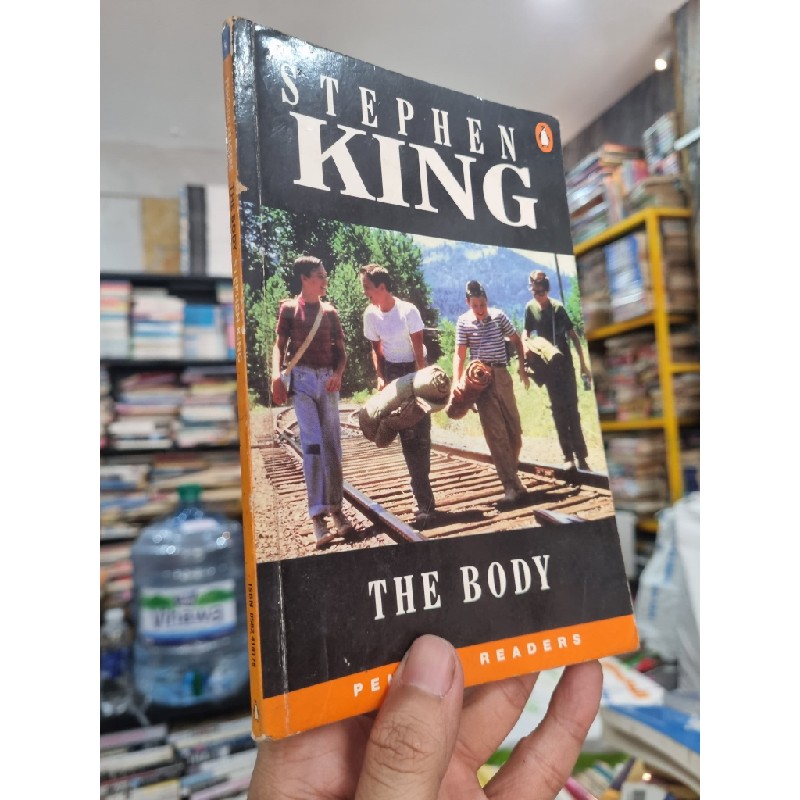 STEPHEN
KING
THE BODY
READERS